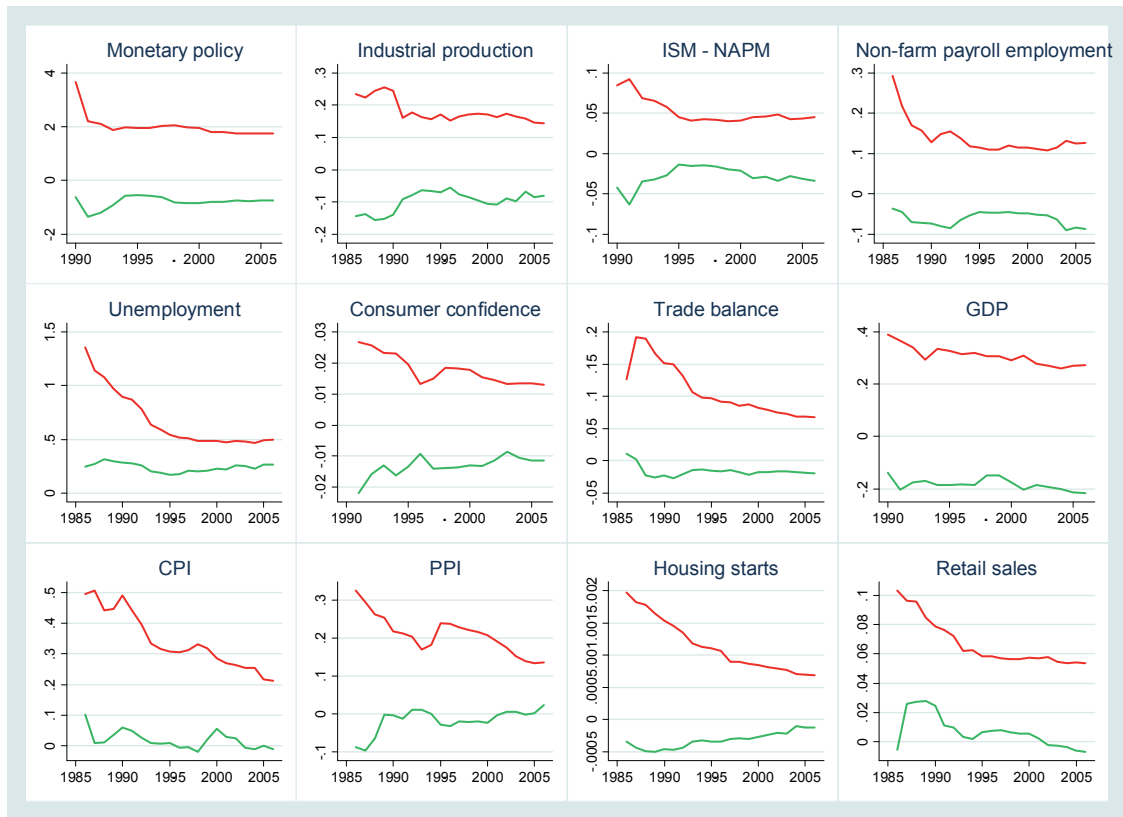 Monetary policy
4
2
0
-2
1990 1995 . 2000 2005
Industrial production
.3
.2
.1
0
-.1
-.2
1985 1990 1995 2000 2005
ISM - NAPM
.1
.05
0
-.05
-.1
1990 1995 . 2000 2005
Non-farm payroll employment
.3
.2
.1
0
-.1
1985 1990 1995 2000 2005
Unemployment
1.5
1
.5
0
1985 1990 1995 2000 2005
Consumer confidence
.03
.02
.01
0
-.01
-.02
1990 1995 . 2000 2005
Trade balance
.2
.15
.1
.05
0
-.05
1985 1990 1995 2000 2005
GDP
.4
.2
0
-.2
1990 1995 . 2000 2005
CPI
.5
.4
.3
.2
.1
0
1985 1990 1995 2000 2005
PPI
.3
.2
.1
0
-.1
1985 1990 1995 2000 2005
Housing starts
-.0005 0 .0005.001.0015.002
1985 1990 1995 2000 2005
Retail sales
.1
.08
.06
.04
.02
0
1985 1990 1995 2000 2005